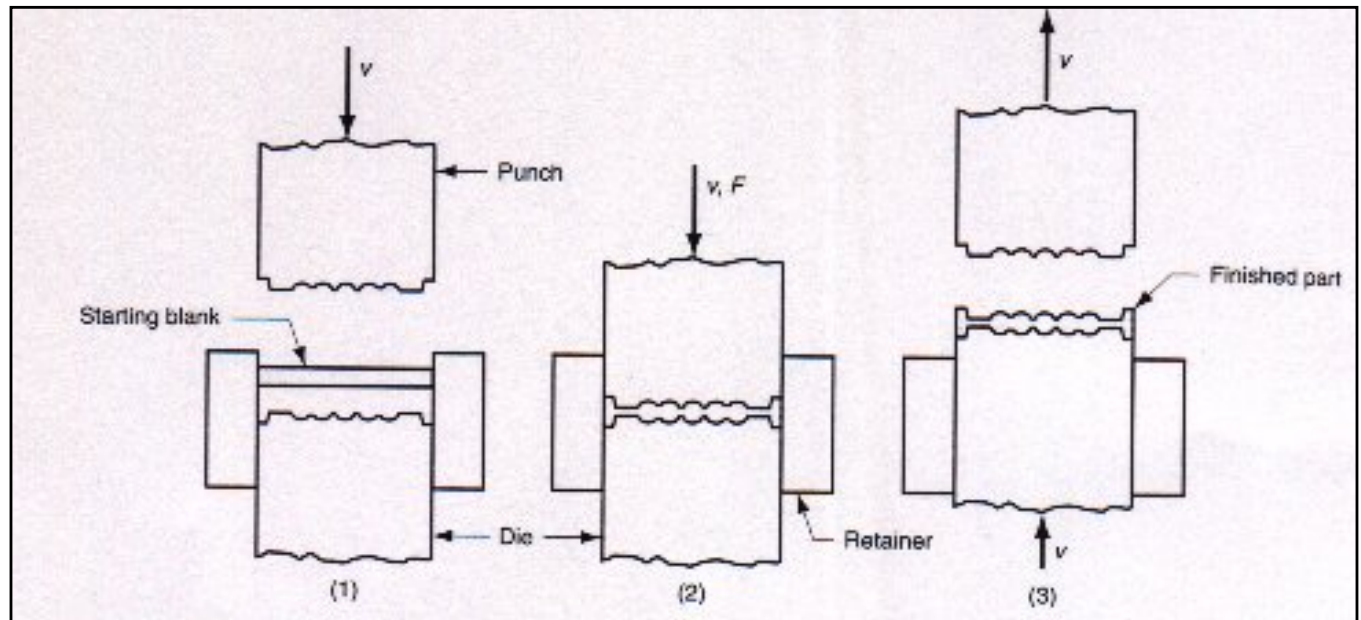 v
Punch
Starting blank
Die
(1)
v, F
Retainer
(2)
v
Finished part
v
(3)